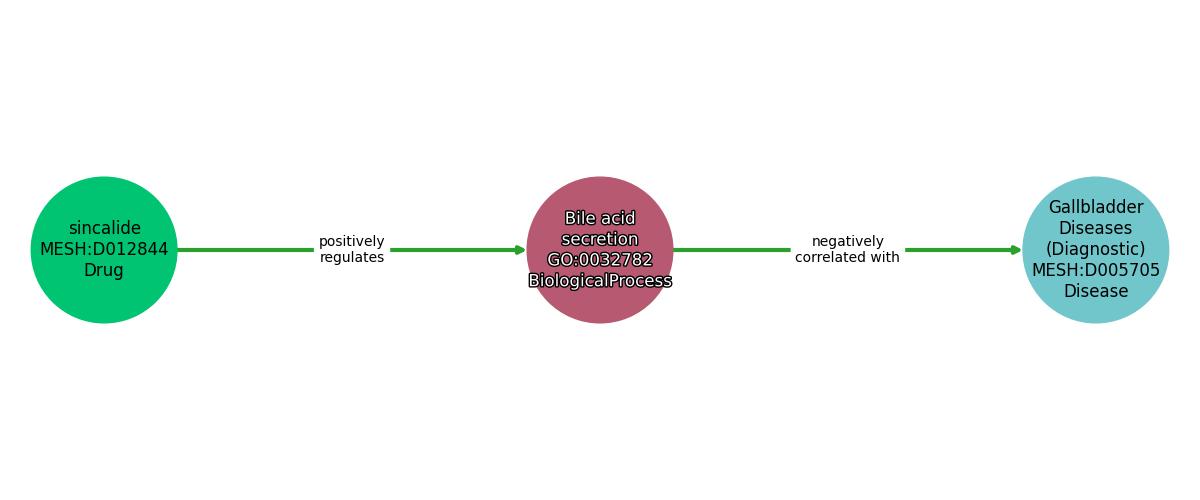 sincalide
MESH:D012844
Drug
positively
regulates
Bile acid
secretion
GO:0032782
BiologicalProcess
negatively
correlated with
Gallbladder
Diseases
(Diagnostic)
MESH:D005705
Disease